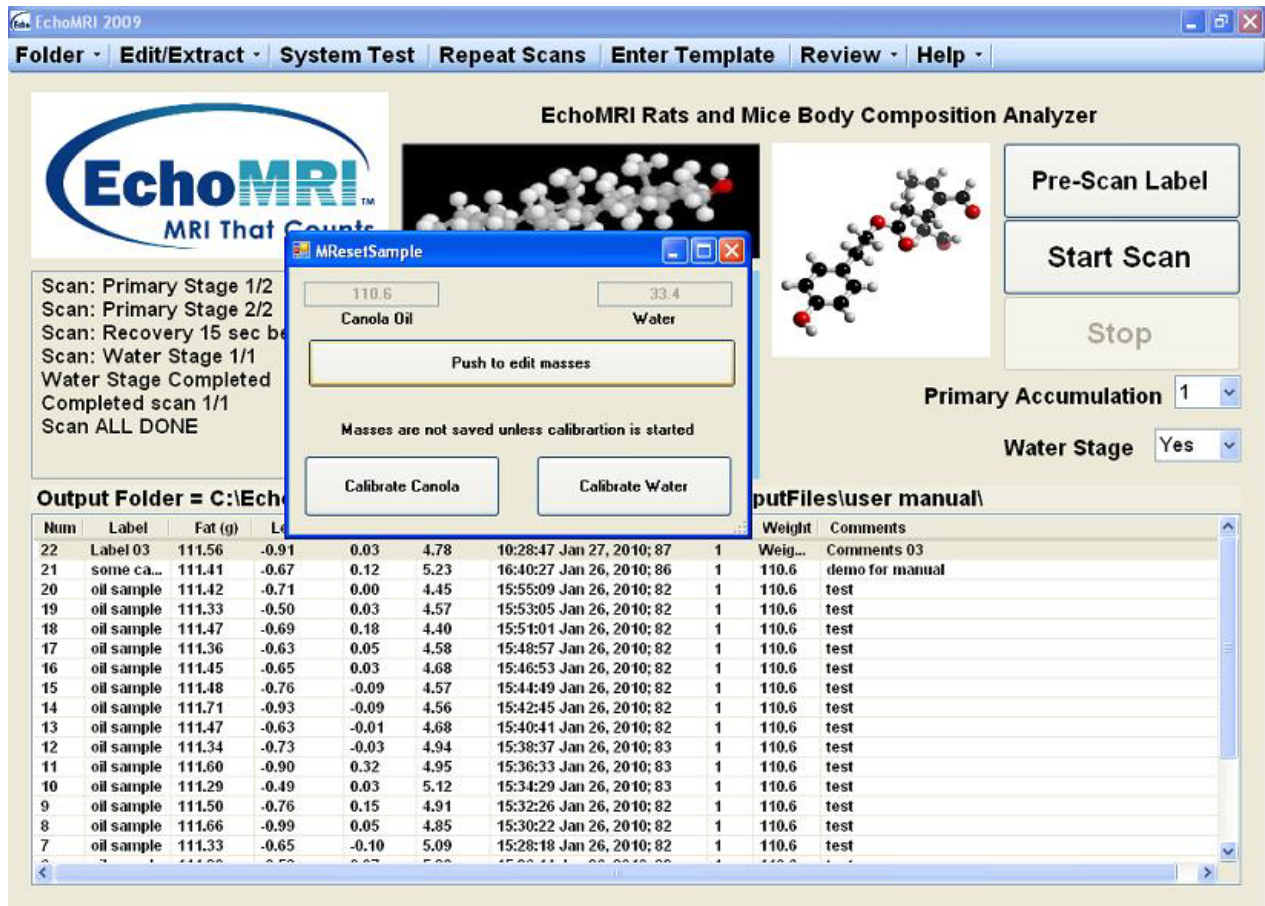 EchoMRI 2009
Folder Edit/Extract System Test Repeat Scans Enter Template Review Help
EchoMRI Rats and Mice Body Composition Analyzer
EchoMRI™
MRI That Counts
Pre-Scan Label
Start Scan
Stop
Primary Accumulation 1
Water Stage Yes
Scan: Primary Stage 1/2
Scan: Primary Stage 2/2
Scan: Recovery 15 sec be
Scan: Water Stage 1/1
Water Stage Completed
Completed scan 1/1
Scan ALL DONE
MResetSample
110.6 33.4
Canola Oil Water
Push to edit masses
Masses are not saved unless calibrartion is started
Calibrate Canola Calibrate Water
Output Folder = C:\Ech putFiles\user manual\
Num Label Fat (g) Le Weight Comments
22 Label 03 111.56 -0.91 0.03 4.78 10:28:47 Jan 27, 2010; 87 1 Weig... Comments 03
21 some ca... 111.41 -0.67 0.12 5.23 16:40:27 Jan 26, 2010; 86 1 110.6 demo for manual
20 oil sample 111.42 -0.71 0.00 4.45 15:55:09 Jan 26, 2010; 82 1 110.6 test
19 oil sample 111.33 -0.50 0.03 4.57 15:53:05 Jan 26, 2010; 82 1 110.6 test
18 oil sample 111.47 -0.69 0.18 4.40 15:51:01 Jan 26, 2010; 82 1 110.6 test
17 oil sample 111.36 -0.63 0.05 4.58 15:48:57 Jan 26, 2010; 82 1 110.6 test
16 oil sample 111.45 -0.65 0.03 4.68 15:46:53 Jan 26, 2010; 82 1 110.6 test
15 oil sample 111.48 -0.76 -0.09 4.57 15:44:49 Jan 26, 2010; 82 1 110.6 test
14 oil sample 111.71 -0.93 -0.09 4.56 15:42:45 Jan 26, 2010; 82 1 110.6 test
13 oil sample 111.47 -0.63 -0.01 4.68 15:40:41 Jan 26, 2010; 82 1 110.6 test
12 oil sample 111.34 -0.73 -0.03 4.94 15:38:37 Jan 26, 2010; 83 1 110.6 test
11 oil sample 111.60 -0.90 0.32 4.95 15:36:33 Jan 26, 2010; 83 1 110.6 test
10 oil sample 111.29 -0.49 0.03 5.12 15:34:29 Jan 26, 2010; 83 1 110.6 test
9 oil sample 111.50 -0.76 0.15 4.91 15:32:26 Jan 26, 2010; 82 1 110.6 test
8 oil sample 111.66 -0.99 0.05 4.85 15:30:22 Jan 26, 2010; 82 1 110.6 test
7 oil sample 111.33 -0.65 -0.10 5.09 15:28:18 Jan 26, 2010; 82 1 110.6 test